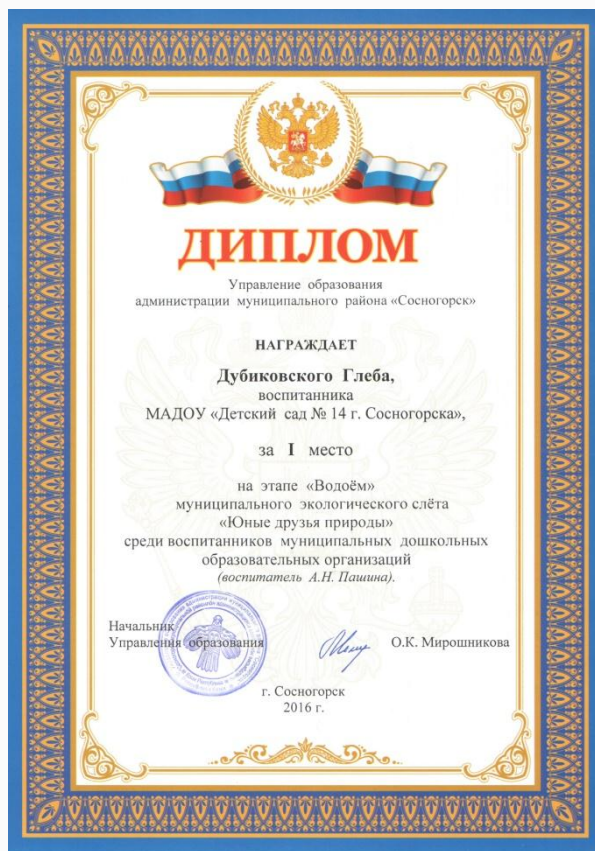 ДИПЛОМ
Управление образования
администрации муниципального района «Сосногорск»
НАГРАЖДАЕТ
Дубиковского Глеба,
воспитанника
МАДОУ «Детский сад № 14 г. Сосногорска»,
за I место
на этапе «Водоём»
муниципального экологического слёта
«Юные друзья природы»
среди воспитанников муниципальных дошкольных
образовательных организаций
(воспитатель А.Н. Пашина).
Начальник
Управления образования О.К. Мирошникова
г. Сосногорск
2016 г.